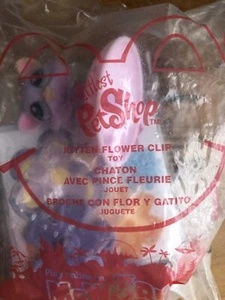 Littlest
PetShop
KITTEN FLOWER CLIP
TOY
CHATON
AVEC PINCE FLEURIE
JOUET
BROCHE CON FLOR Y GATITO
JUGUETE